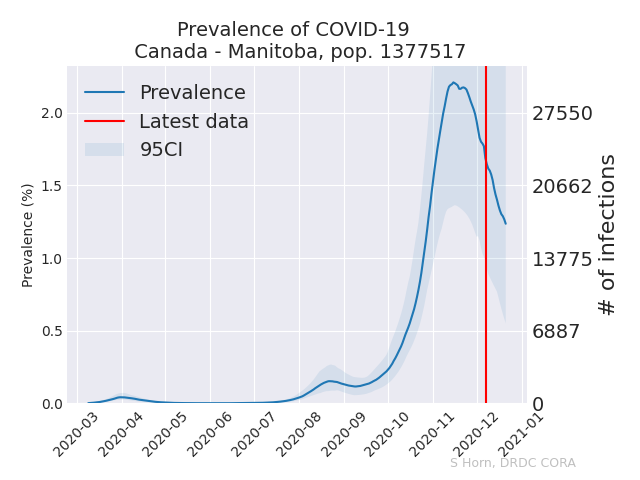 Prevalence of COVID-19
Canada - Manitoba, pop. 1377517
Prevalence
Latest data
95CI
Prevalence (%)
2.0
1.5
1.0
0.5
0.0
27550
20662
13775
6887
0
# of infections
2020-03
2020-04
2020-05
2020-06
2020-07
2020-08
2020-09
2020-10
2020-11
2020-12
2021-01
S Horn, DRDC CORA